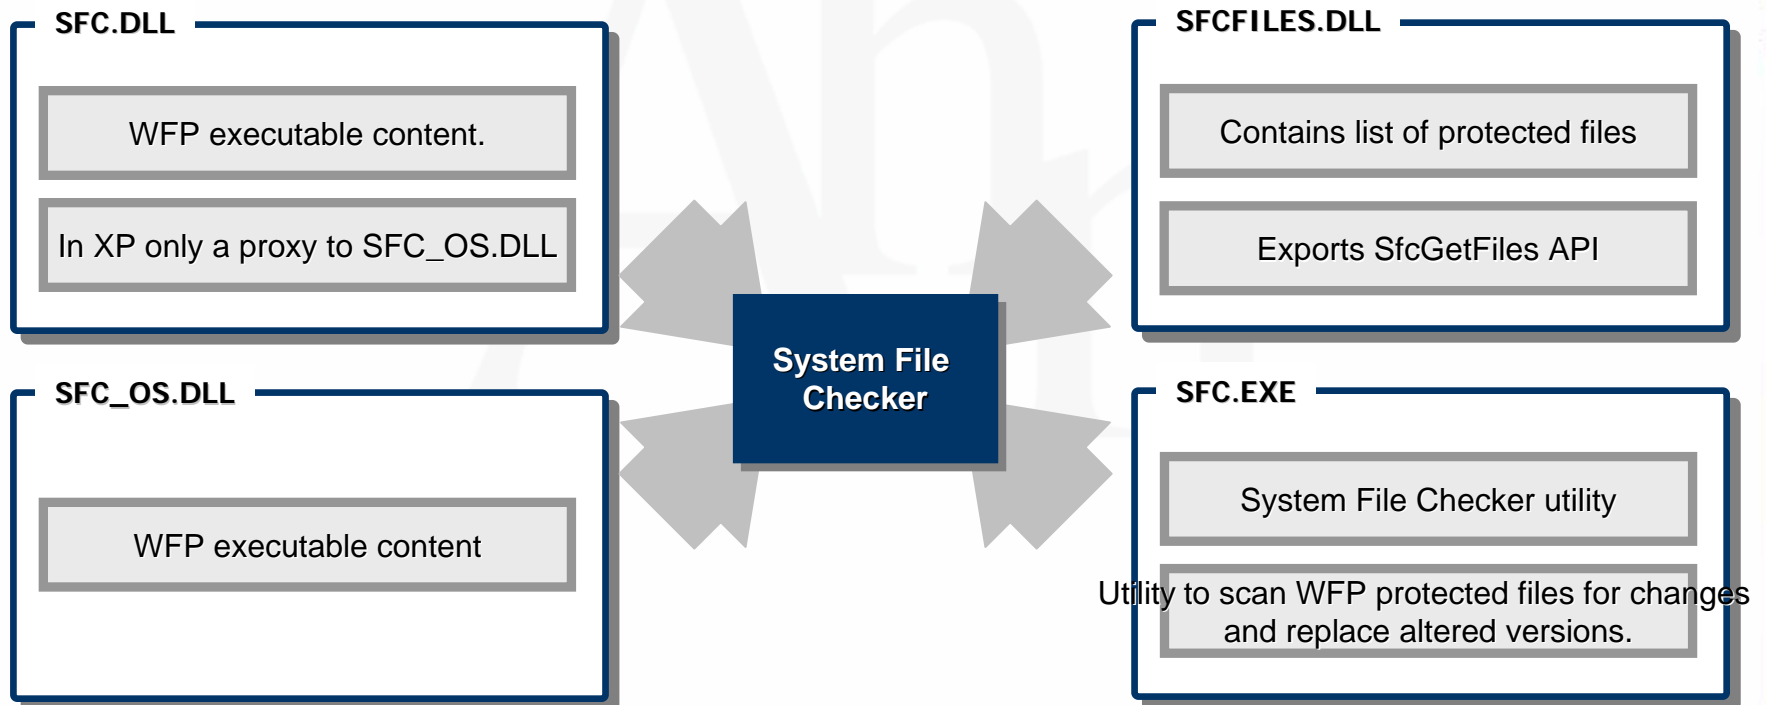 SFC.DLL
WFP executable content.
In XP only a proxy to SFC_OS.DLL
SFCFILES.DLL
Contains list of protected files
Exports SfcGetFiles API
System File
Checker
SFC_OS.DLL
WFP executable content
SFC.EXE
System File Checker utility
Utility to scan WFP protected files for changes
and replace altered versions.